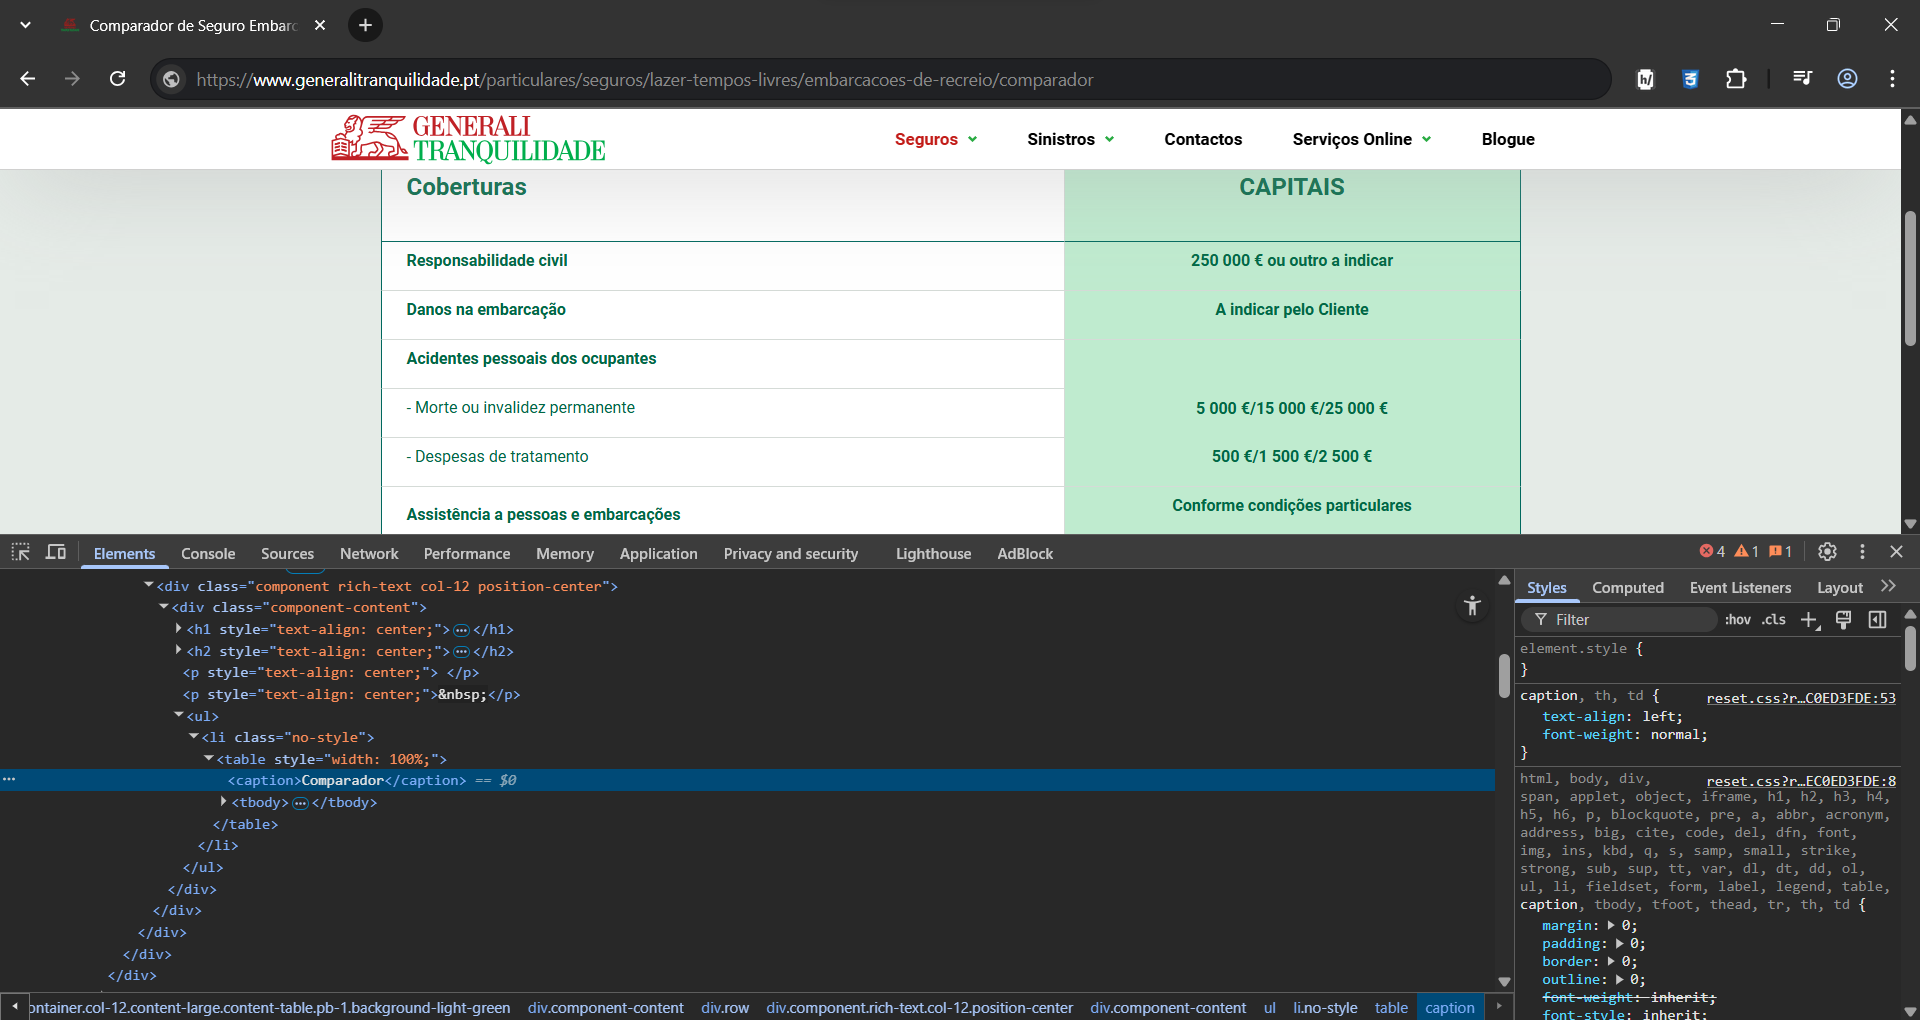 Comparador de Seguro Embarc
https://www.generalitranquilidade.pt/particulares/seguros/lazer-tempos-livres/embarcacoes-de-recreio/comparador
GENERALI
TRANQUILIDADE
Seguros Sinistros Contactos Serviços Online Blogue
Coberturas CAPITAIS
Responsabilidade civil 250 000 € ou outro a indicar
Danos na embarcação A indicar pelo Cliente
Acidentes pessoais dos ocupantes
- Morte ou invalidez permanente 5 000 €/15 000 €/25 000 €
- Despesas de tratamento 500 €/1 500 €/2 500 €
Assistência a pessoas e embarcações Conforme condições particulares
Elements Console Sources Network Performance Memory Application Privacy and security Lighthouse AdBlock 4 1 1
<div class="component rich-text col-12 position-center">
<div class="component-content">
<h1 style="text-align: center;">…</h1>
<h2 style="text-align: center;">…</h2>
<p style="text-align: center;"> </p>
<p style="text-align: center;">&nbsp;</p>
<ul>
<li class="no-style">
<table style="width: 100%;">
… <caption>Comparador</caption> == $0
<tbody>…</tbody>
</table>
</li>
</ul>
</div>
</div>
</div>
</div>
</div>
ontainer.col-12.content-large.content-table.pb-1.background-light-green div.component-content div.row div.component.rich-text.col-12.position-center div.component-content ul li.no-style table caption
Styles Computed Event Listeners Layout
Filter :hov .cls
element.style {
}
caption, th, td { reset.css?r…C0ED3FDE:53
text-align: left;
font-weight: normal;
}
html, body, div, reset.css?r…EC0ED3FDE:8
span, applet, object, iframe, h1, h2, h3, h4,
h5, h6, p, blockquote, pre, a, abbr, acronym,
address, big, cite, code, del, dfn, font,
img, ins, kbd, q, s, samp, small, strike,
strong, sub, sup, tt, var, dl, dt, dd, ol,
ul, li, fieldset, form, label, legend, table,
caption, tbody, tfoot, thead, tr, th, td {
margin: 0;
padding: 0;
border: 0;
outline: 0;
font-weight: inherit;
font-style: inherit;